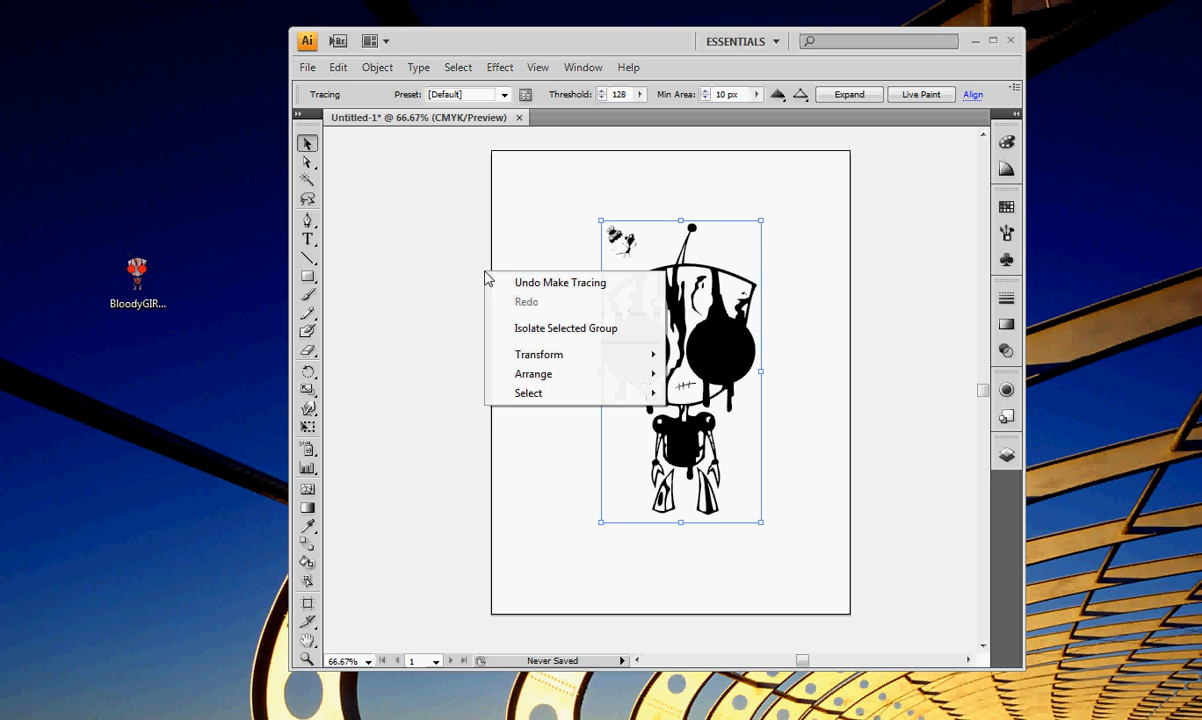 Ai Br ESSENTIALS
File Edit Object Type Select Effect View Window Help
Tracing Preset: [Default] Threshold: 128 Min Area: 10 px Expand Live Paint Align
Untitled-1* @ 66.67% (CMYK/Preview)
T
Undo Make Tracing
Redo
Isolate Selected Group
Transform
Arrange
Select
BloodyGIR...
66.67% 1 Never Saved